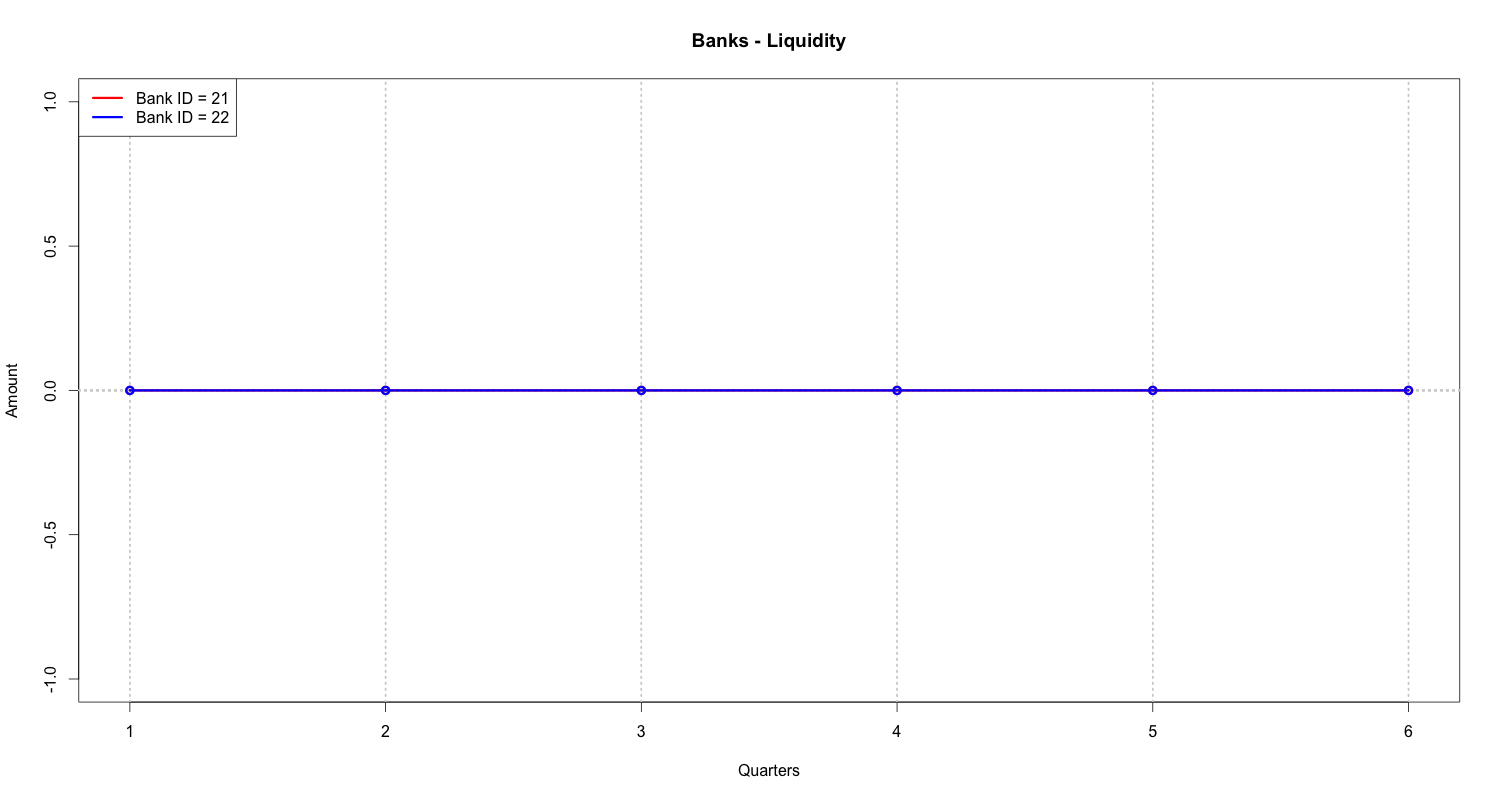 Banks - Liquidity
Bank ID = 21
Bank ID = 22
1.0
0.5
0.0
-0.5
-1.0
Amount
1 2 3 4 5 6
Quarters